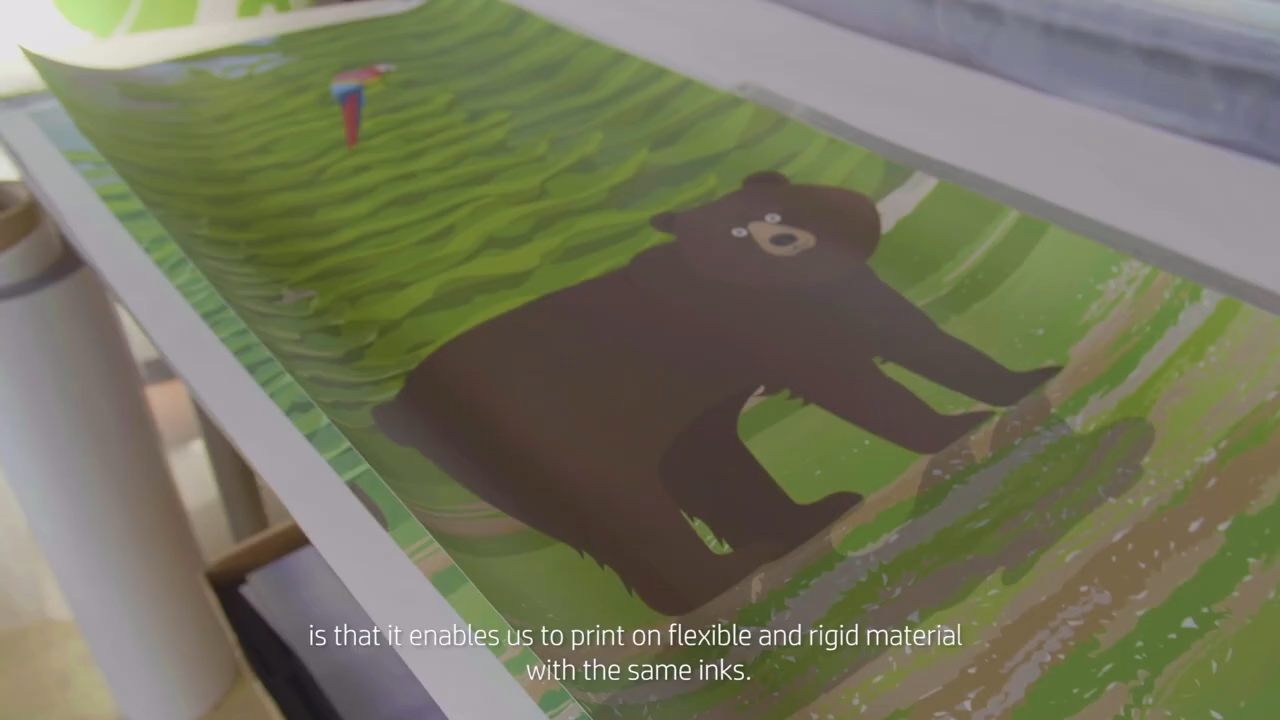 is that it enables us to print on flexible and rigid material
with the same inks.